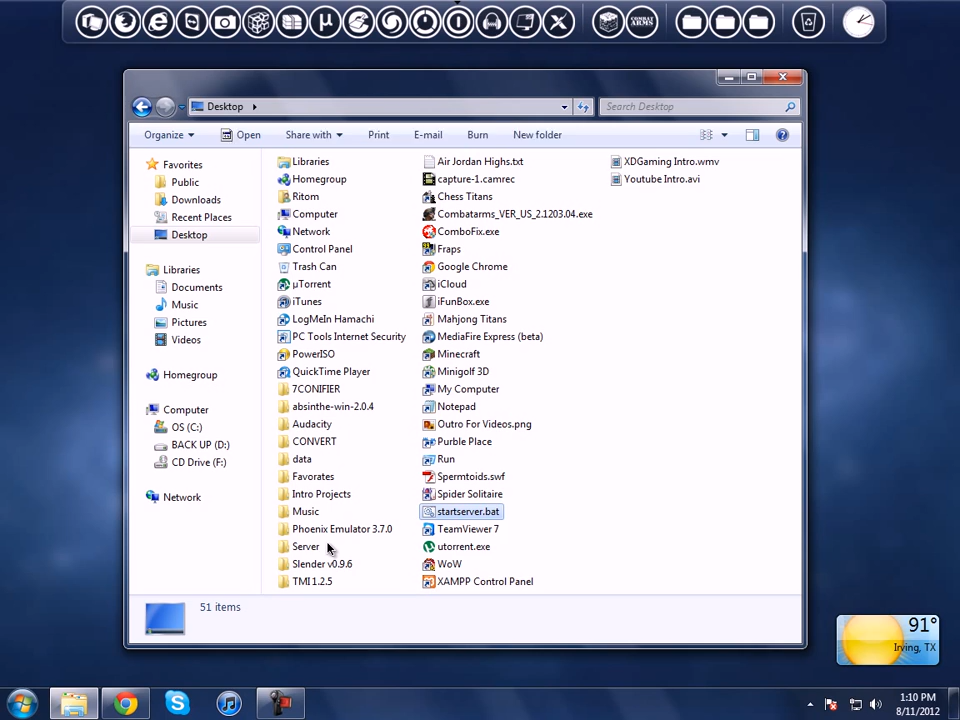 COMBAT ARMS
Desktop
Search Desktop
Organize
Open
Share with
Print
E-mail
Burn
New folder
Favorites
Public
Downloads
Recent Places
Desktop
Libraries
Documents
Music
Pictures
Videos
Homegroup
Computer
OS (C:)
BACK UP (D:)
CD Drive (F:)
Network
Libraries
Homegroup
Ritom
Computer
Network
Control Panel
Trash Can
µTorrent
iTunes
LogMeIn Hamachi
PC Tools Internet Security
PowerISO
QuickTime Player
7CONIFIER
absinthe-win-2.0.4
Audacity
CONVERT
data
Favorates
Intro Projects
Music
Phoenix Emulator 3.7.0
Server
Slender v0.9.6
TMI 1.2.5
Air Jordan Highs.txt
capture-1.camrec
Chess Titans
Combatarms_VER_US_2.1203.04.exe
ComboFix.exe
Fraps
Google Chrome
iCloud
iFunBox.exe
Mahjong Titans
MediaFire Express (beta)
Minecraft
Minigolf 3D
My Computer
Notepad
Outro For Videos.png
Purble Place
Run
Spermtoids.swf
Spider Solitaire
startserver.bat
TeamViewer 7
utorrent.exe
WoW
XAMPP Control Panel
XDGaming Intro.wmv
Youtube Intro.avi
51 items
91°
Irving, TX
1:10 PM
8/11/2012